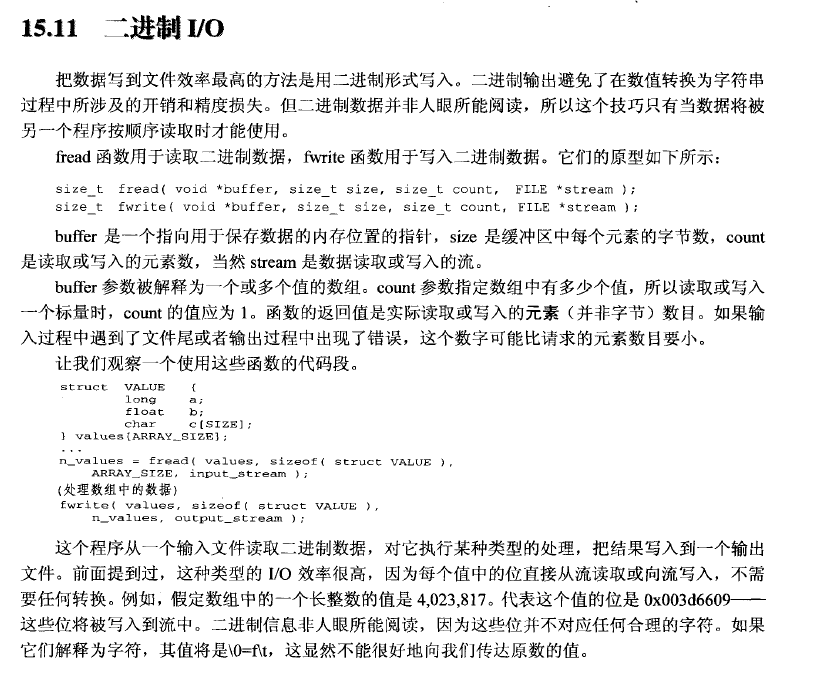 15.11 二进制 I/O
把数据写到文件效率最高的方法是用二进制形式写入。二进制输出避免了在数值转换为字符串
过程中所涉及的开销和精度损失。但二进制数据并非人眼所能阅读，所以这个技巧只有当数据将被
另一个程序按顺序读取时才能使用。
fread 函数用于读取二进制数据，fwrite 函数用于写入二进制数据。它们的原型如下所示：
size_t fread( void *buffer, size_t size, size_t count, FILE *stream );
size_t fwrite( void *buffer, size_t size, size_t count, FILE *stream );
buffer 是一个指向用于保存数据的内存位置的指针，size 是缓冲区中每个元素的字节数，count
是读取或写入的元素数，当然 stream 是数据读取或写入的流。
buffer 参数被解释为一个或多个值的数组。count 参数指定数组中有多少个值，所以读取或写入
一个标量时，count 的值应为 1。函数的返回值是实际读取或写入的元素（并非字节）数目。如果输
入过程中遇到了文件尾或者输出过程中出现了错误，这个数字可能比请求的元素数目要小。
让我们观察一个使用这些函数的代码段。
struct VALUE {
long a;
float b;
char c[SIZE];
} values[ARRAY_SIZE];
...
n_values = fread( values, sizeof( struct VALUE ),
ARRAY_SIZE, input_stream );
(处理数组中的数据)
fwrite( values, sizeof( struct VALUE ),
n_values, output_stream );
这个程序从一个输入文件读取二进制数据，对它执行某种类型的处理，把结果写入到一个输出
文件。前面提到过，这种类型的 I/O 效率很高，因为每个值中的位直接从流读取或向流写入，不需
要任何转换。例如，假定数组中的一个长整数的值是 4,023,817。代表这个值的位是 0x003d6609——
这些位将被写入到流中。二进制信息非人眼所能阅读，因为这些位并不对应任何合理的字符。如果
它们解释为字符，其值将是\0=f\t，这显然不能很好地向我们传达原数的值。